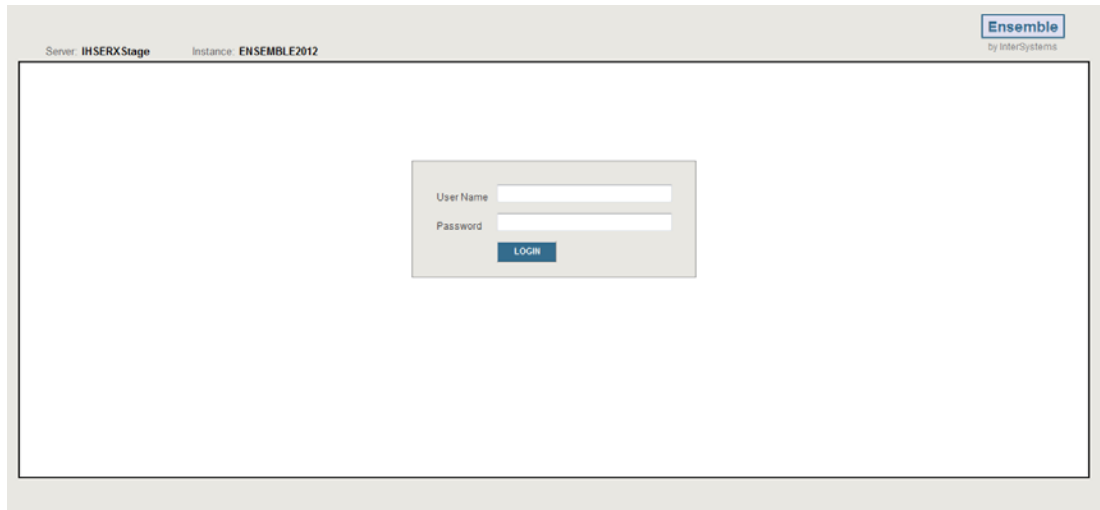 Ensemble
by InterSystems
Server: IHSERXStage Instance: ENSEMBLE2012
User Name
Password
LOGIN